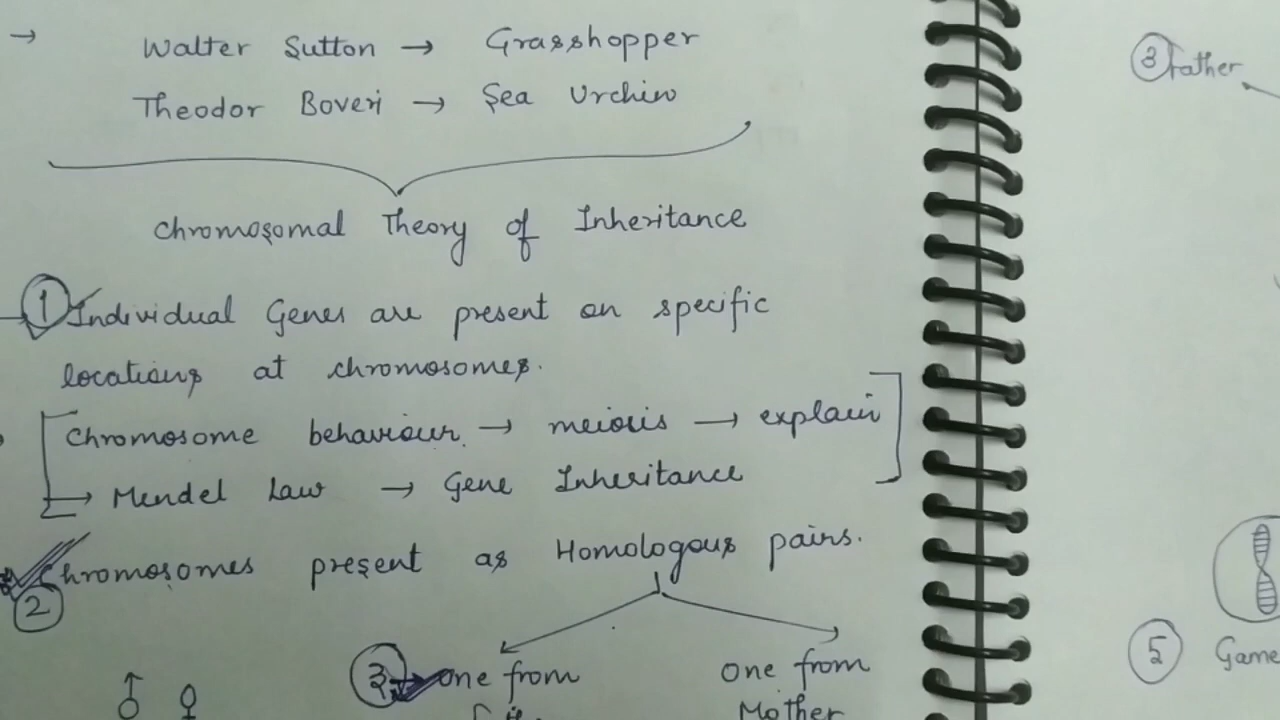 → Walter Sutton → Grasshopper
Theodor Boveri → Sea Urchin
Chromosomal Theory of Inheritance
① Individual Genes are present on specific
locations at chromosomes.
Chromosome behaviour → meiosis → explain
→ Mendel Law → Gene Inheritance
② Chromosomes present as Homologous pairs.
♂ ♀
③ → One from
One from
Mother
③ Father
⑤ Game